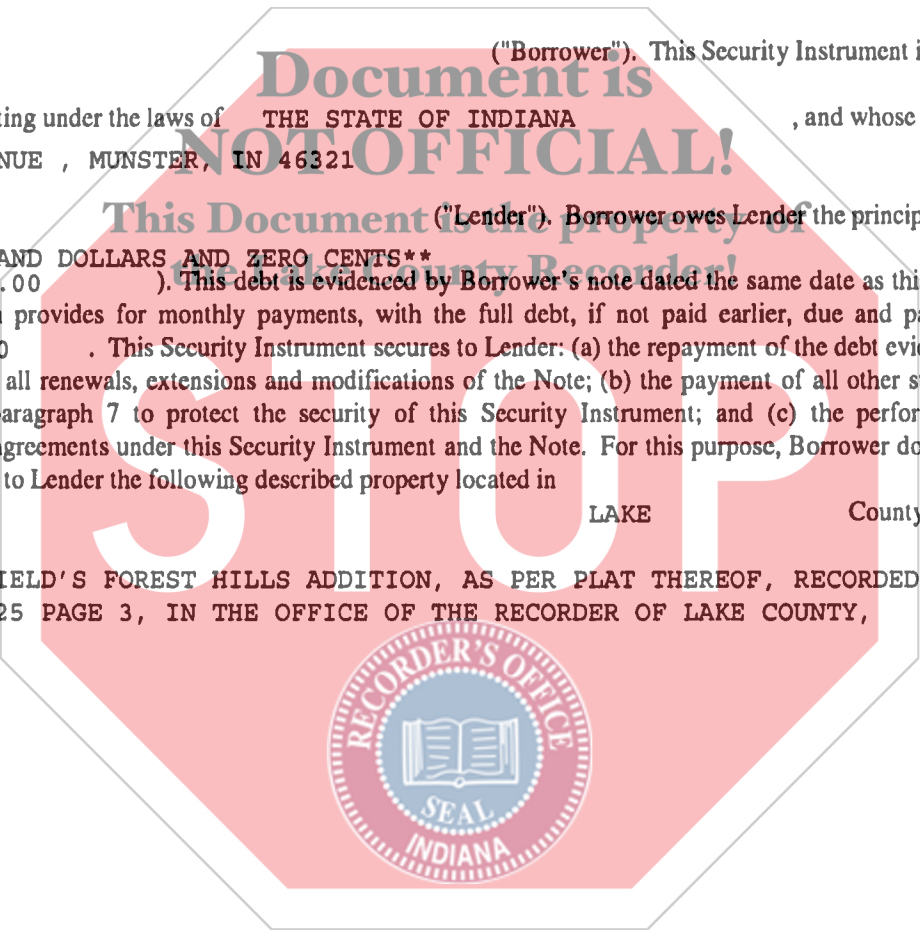 ("Borrower"). This Security Instrument i
Document is
ting under the laws of THE STATE OF INDIANA , and whose
NUE , MUNSTER, IN 46321
NOT OFFICIAL!
("Lender"). Borrower owes Lender the princip
This Document is the property of
AND DOLLARS AND ZERO CENTS**
the Lake County Recorder!
.00 ). This debt is evidenced by Borrower's note dated the same date as thi
provides for monthly payments, with the full debt, if not paid earlier, due and pa
0 . This Security Instrument secures to Lender: (a) the repayment of the debt evi
all renewals, extensions and modifications of the Note; (b) the payment of all other s
aragraph 7 to protect the security of this Security Instrument; and (c) the perfor
agreements under this Security Instrument and the Note. For this purpose, Borrower do
to Lender the following described property located in
LAKE County
STOP
IELD'S FOREST HILLS ADDITION, AS PER PLAT THEREOF, RECORDED
25 PAGE 3, IN THE OFFICE OF THE RECORDER OF LAKE COUNTY,
RECORDER'S OFFICE
SEAL
INDIANA